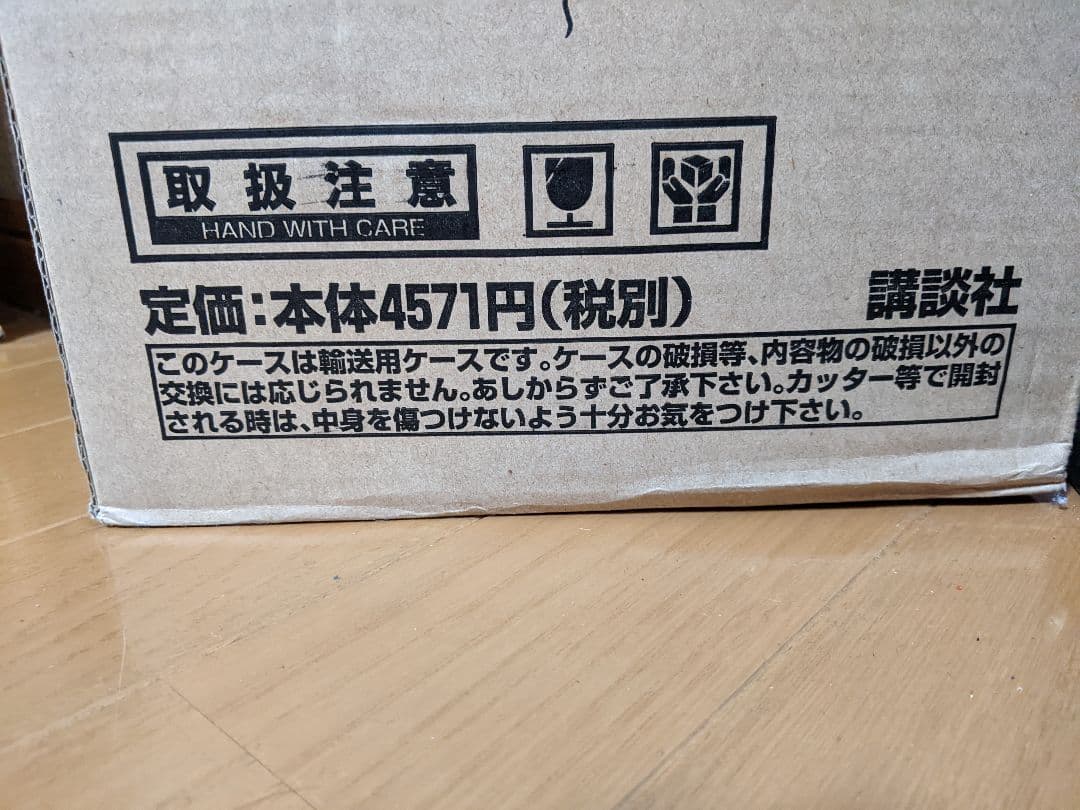 取扱注意
HAND WITH CARE
定価:本体4571円(税別)
講談社
このケースは輸送用ケースです。ケースの破損等、内容物の破損以外の
交換には応じられません。あしからずご了承下さい。カッター等で開封
される時は、中身を傷つけないよう十分お気をつけ下さい。